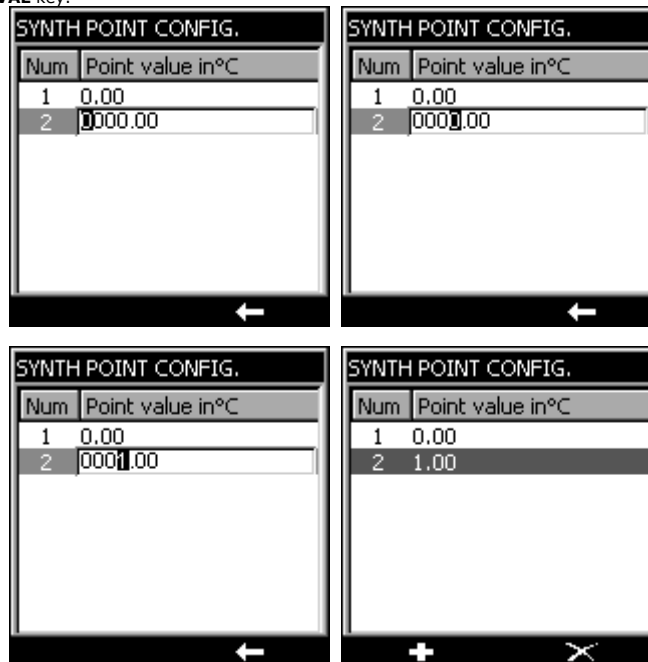 VAL key.
SYNTH POINT CONFIG.
Num Point value in°C
1 0.00
2 0000.00
SYNTH POINT CONFIG.
Num Point value in°C
1 0.00
2 0000.00
SYNTH POINT CONFIG.
Num Point value in°C
1 0.00
2 0001.00
SYNTH POINT CONFIG.
Num Point value in°C
1 0.00
2 1.00